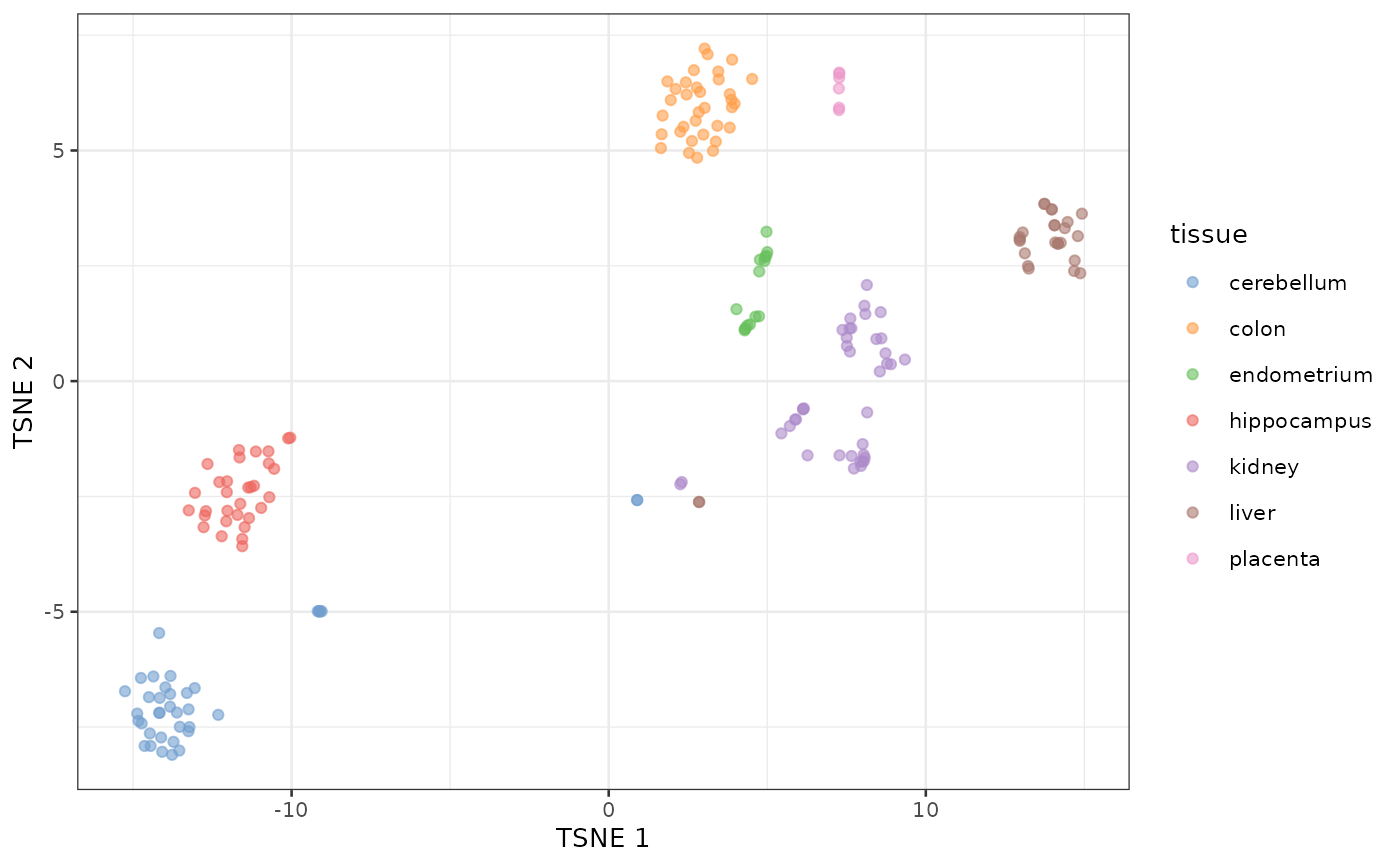 5
0
-5
-10
0
10
TSNE 1
TSNE 2
tissue
cerebellum
colon
endometrium
hippocampus
kidney
liver
placenta